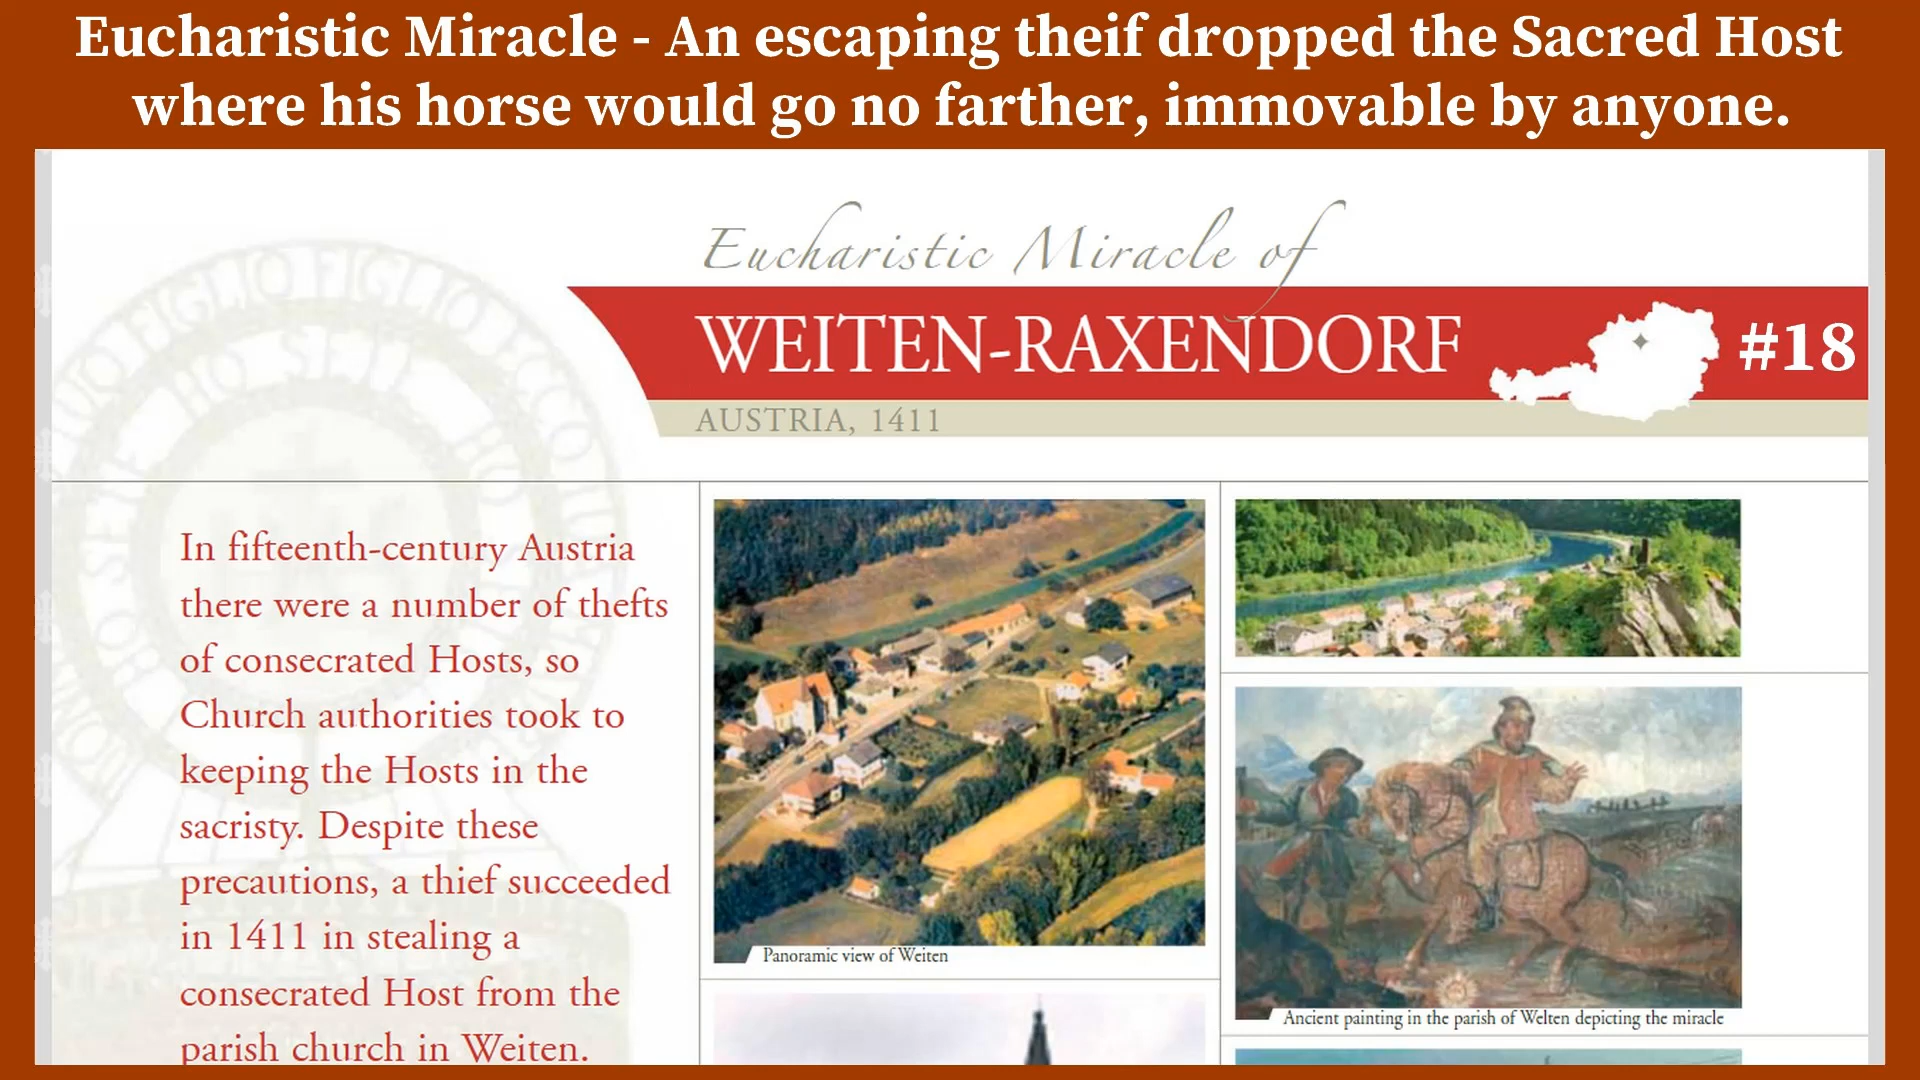 Eucharistic Miracle - An escaping theif dropped the Sacred Host
where his horse would go no farther, immovable by anyone.
Eucharistic Miracle of
WEITEN-RAXENDORF
#18
AUSTRIA, 1411
In fifteenth-century Austria
there were a number of thefts
of consecrated Hosts, so
Church authorities took to
keeping the Hosts in the
sacristy. Despite these
precautions, a thief succeeded
in 1411 in stealing a
consecrated Host from the
parish church in Weiten.
Panoramic view of Weiten
Ancient painting in the parish of Welten depicting the miracle